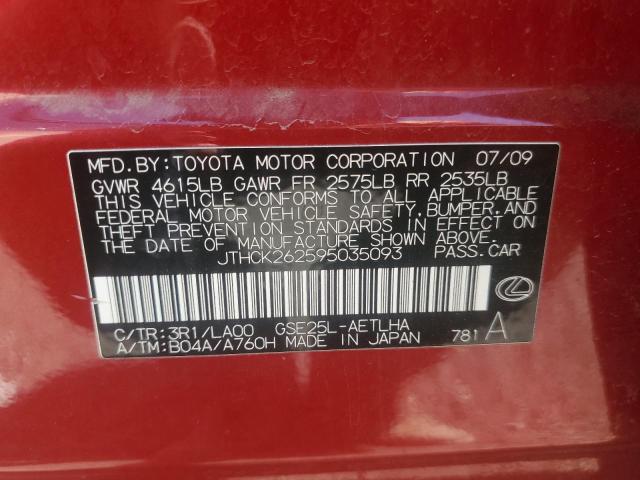 MFD.BY:TOYOTA MOTOR CORPORATION 07/09
GVWR 4615LB GAWR FR 2575LB RR 2535LB
THIS VEHICLE CONFORMS TO ALL APPLICABLE
FEDERAL MOTOR VEHICLE SAFETY,BUMPER,AND
THEFT PREVENTION STANDARDS IN EFFECT ON
THE DATE OF MANUFACTURE SHOWN ABOVE.
JTHCK262595035093 PASS.CAR
C/TR:3R1/LA00 GSE25L-AETLHA
A/TM:B04A/A760H MADE IN JAPAN 781 A